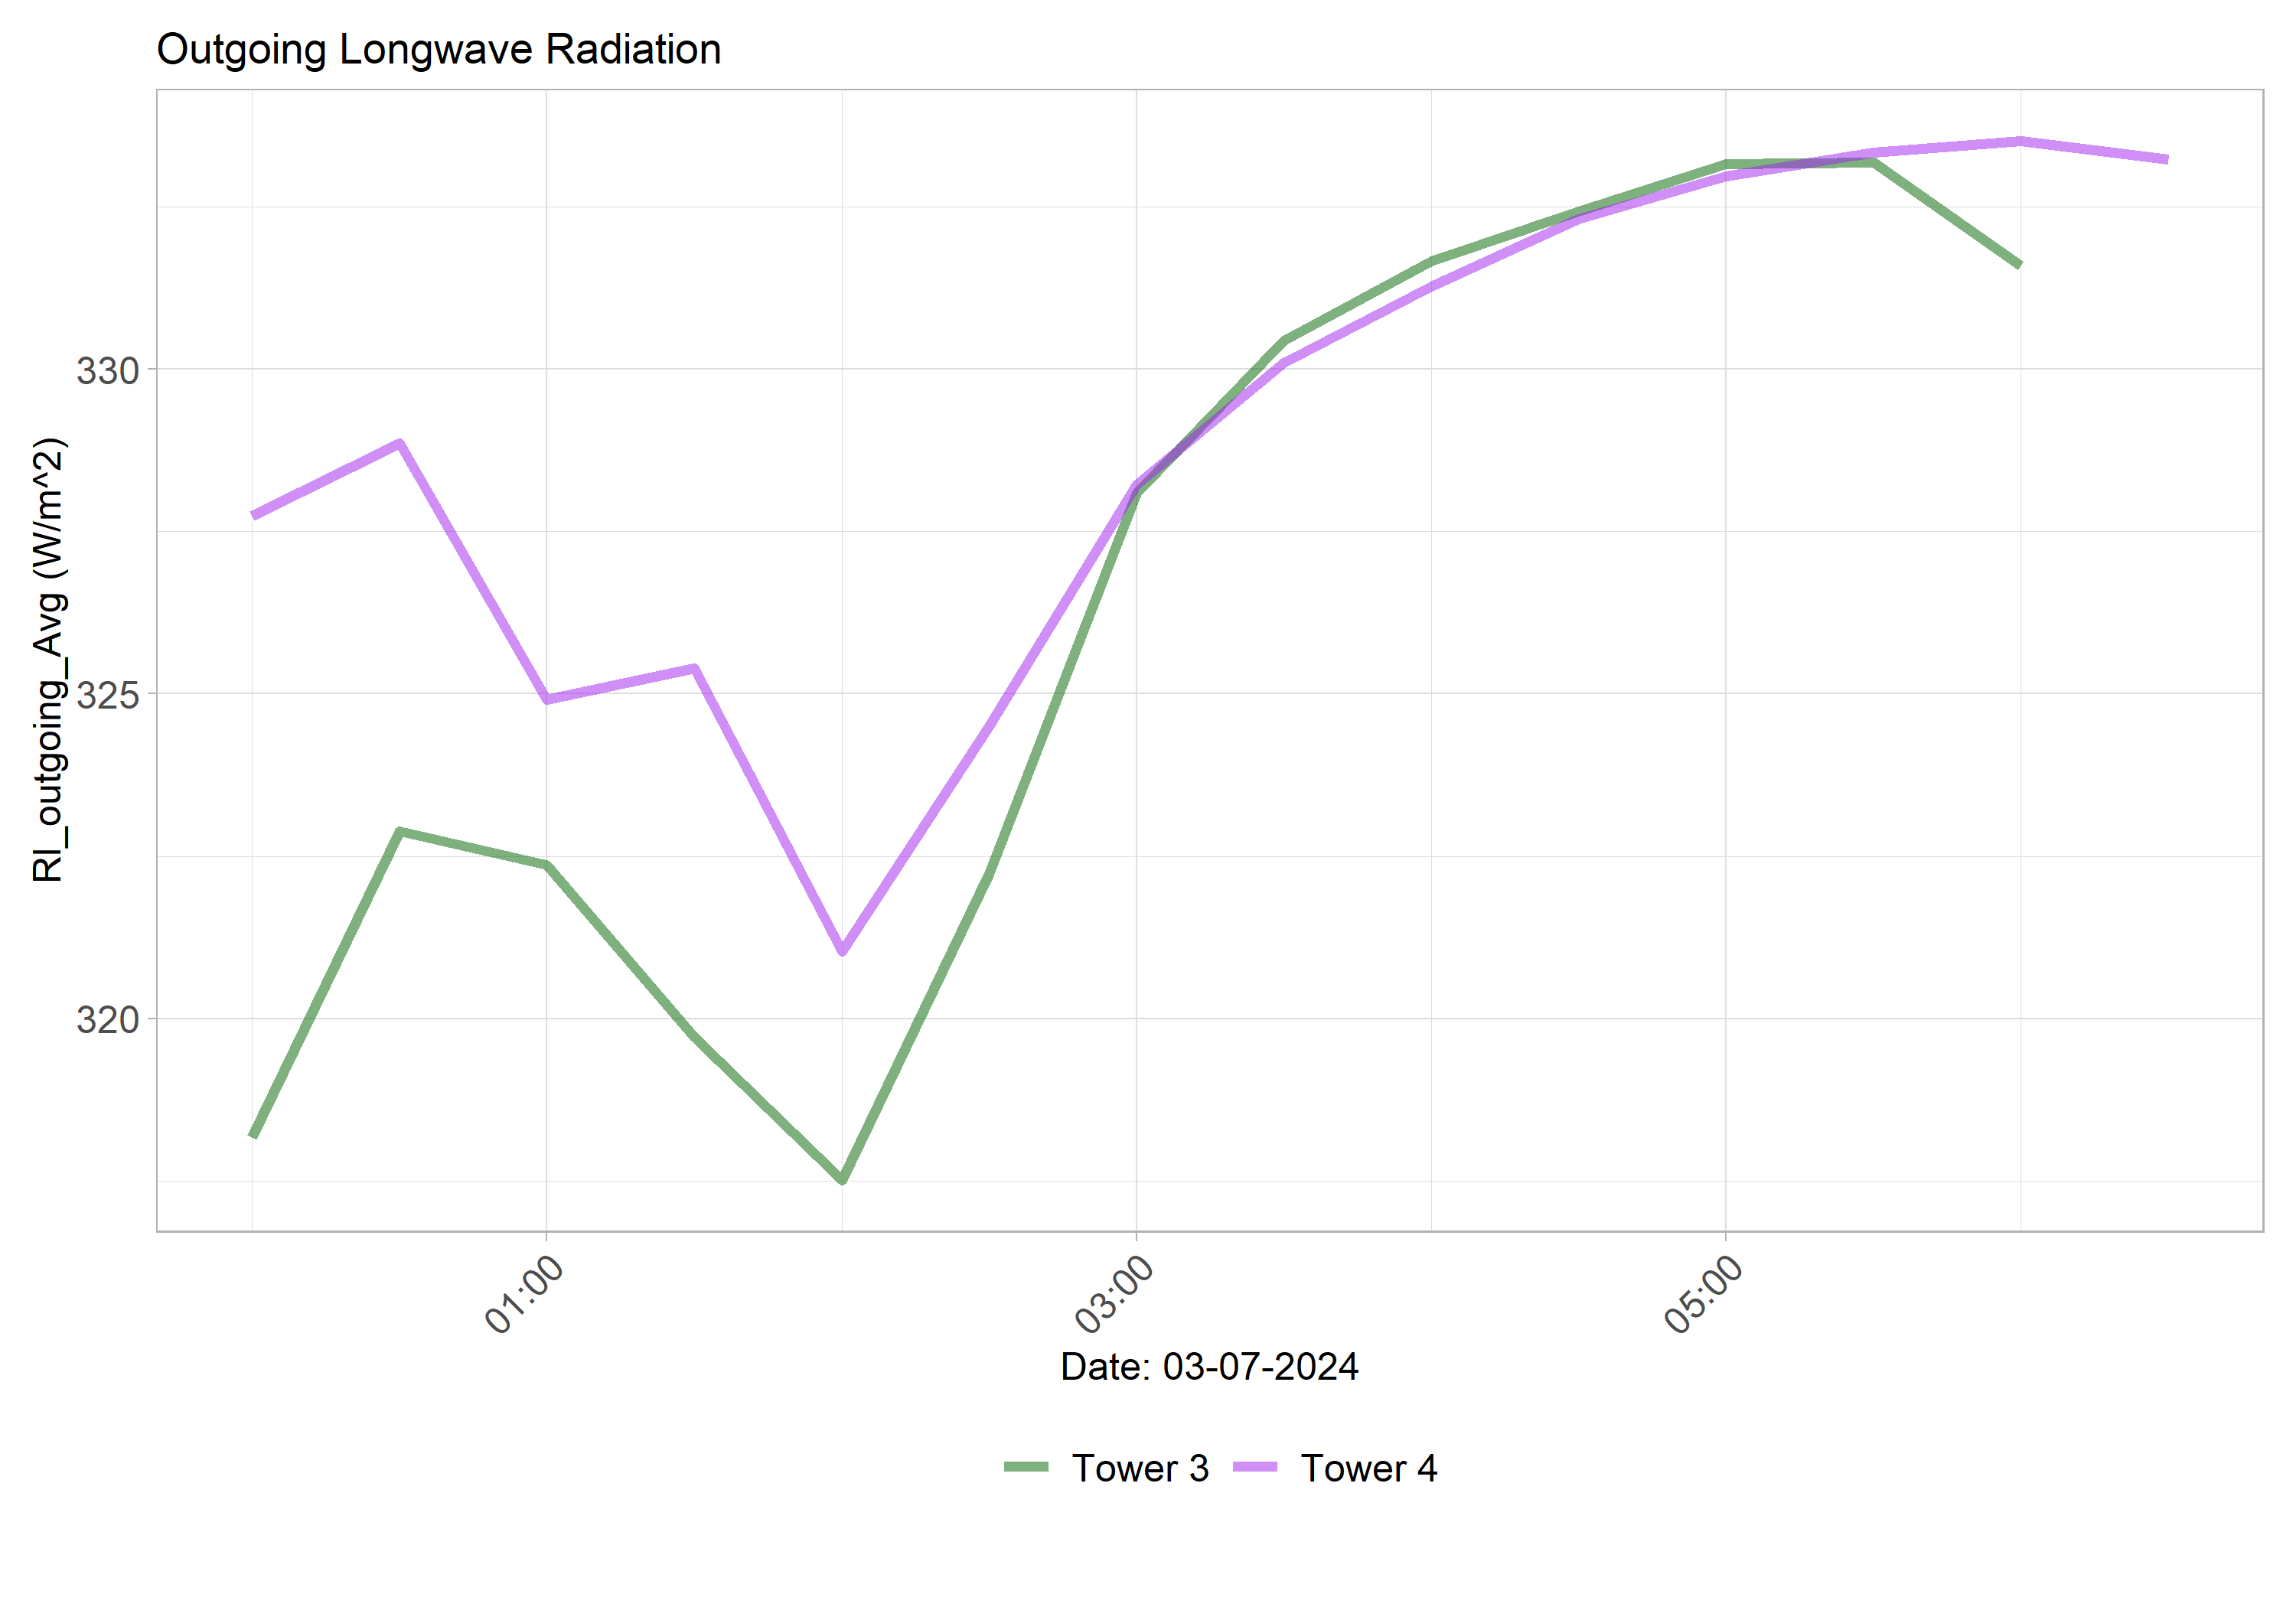 Outgoing Longwave Radiation
Rl_outgoing_Avg (W/m^2)
330
325
320
01:00
03:00
05:00
Date: 03-07-2024
Tower 3
Tower 4